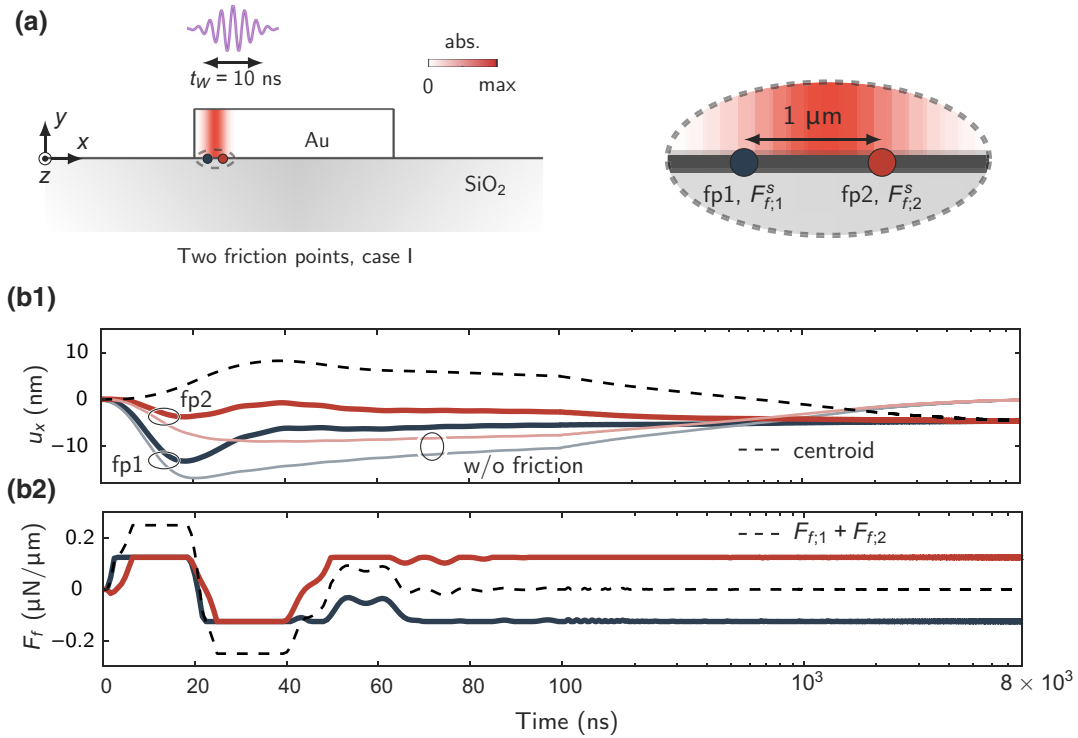 (a)
t_W = 10 ns
abs.
0 max
y
x
z
Au
SiO₂
1 μm
fp1, F^s_{f;1} fp2, F^s_{f;2}
Two friction points, case I
(b1)
u_x (nm)
10
0
−10
fp2
fp1
w/o friction
centroid
(b2)
F_f (μN/μm)
0.2
0
−0.2
F_{f;1} + F_{f;2}
0 20 40 60 80 100 10³ 8 × 10³
Time (ns)